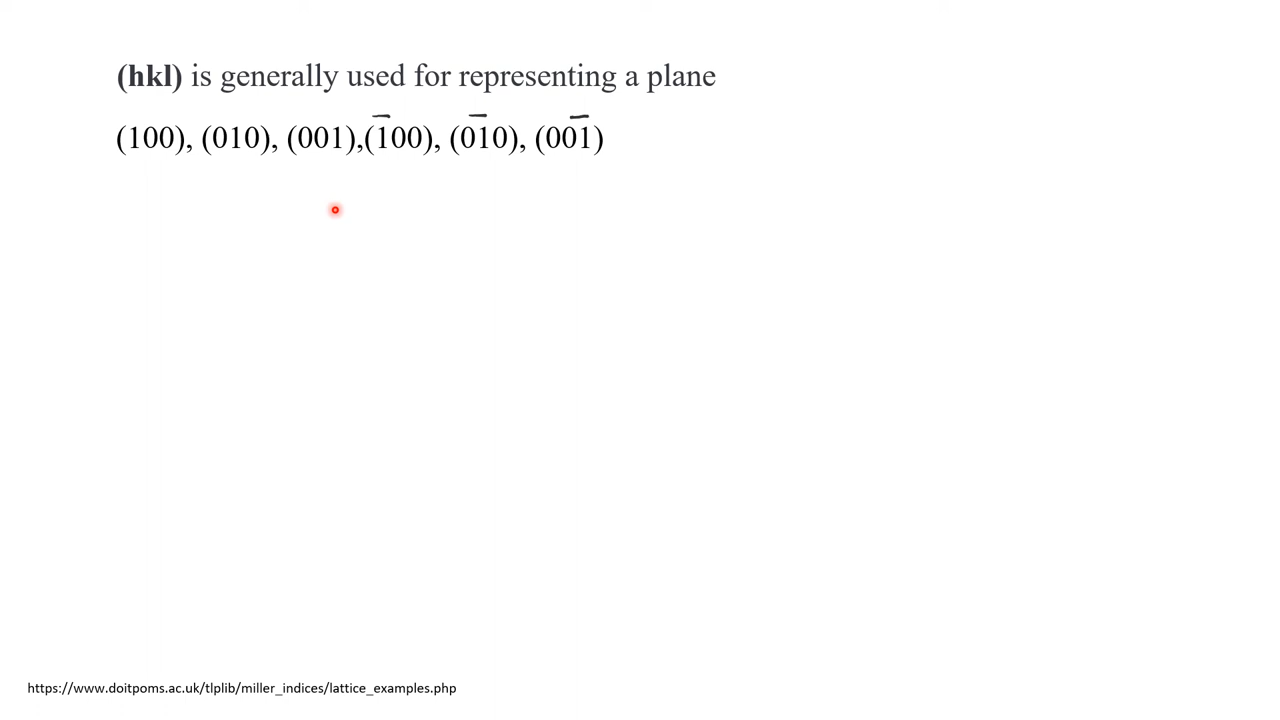 (hkl) is generally used for representing a plane
(100), (010), (001),(1̅00), (01̅0), (001̅)
https://www.doitpoms.ac.uk/tlplib/miller_indices/lattice_examples.php